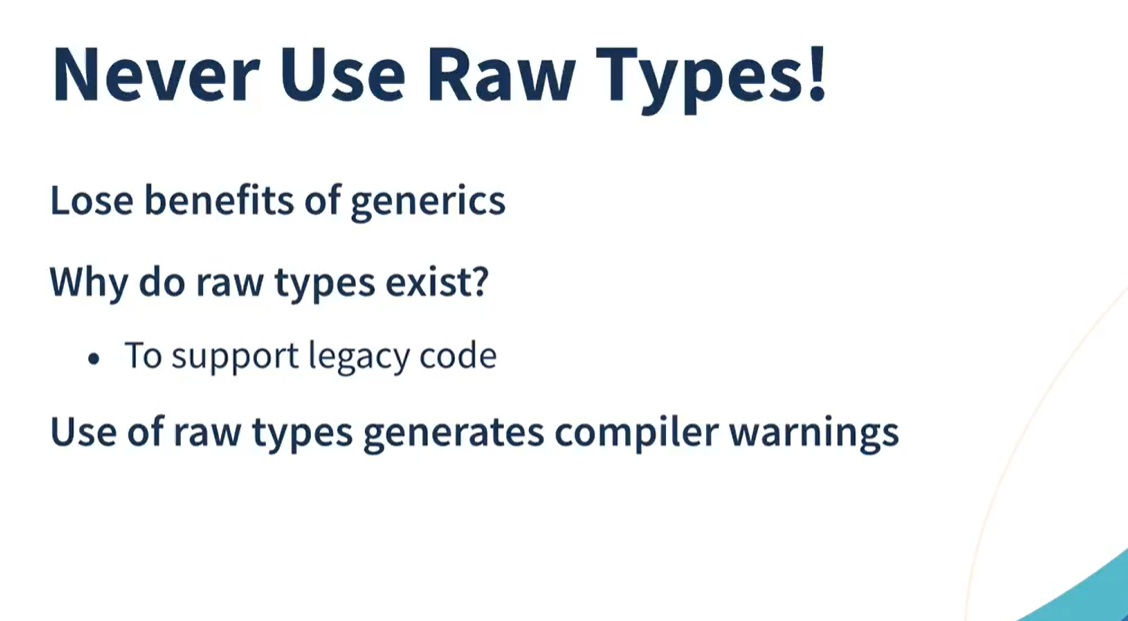 Never Use Raw Types!
Lose benefits of generics
Why do raw types exist?
• To support legacy code
Use of raw types generates compiler warnings